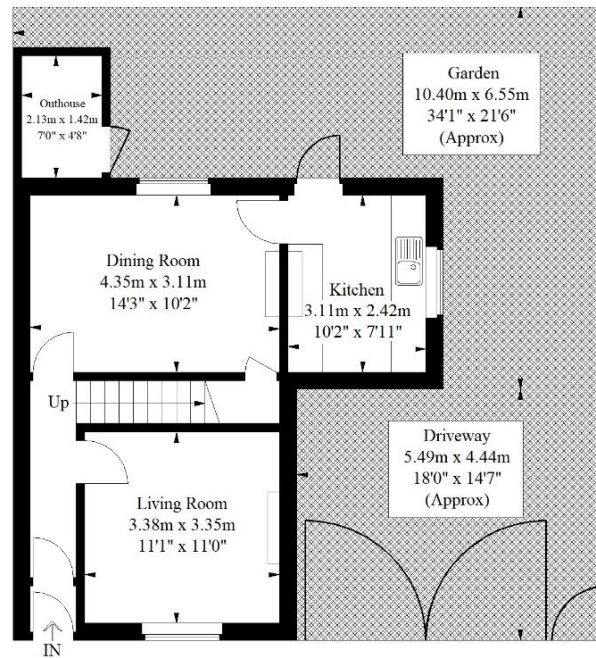 Garden
10.40m x 6.55m
34'1" x 21'6"
(Approx)
Outhouse
2.13m x 1.42m
7'0" x 4'8"
Dining Room
4.35m x 3.11m
14'3" x 10'2"
Kitchen
3.11m x 2.42m
10'2" x 7'11"
Up
Driveway
5.49m x 4.44m
18'0" x 14'7"
(Approx)
Living Room
3.38m x 3.35m
11'1" x 11'0"
IN